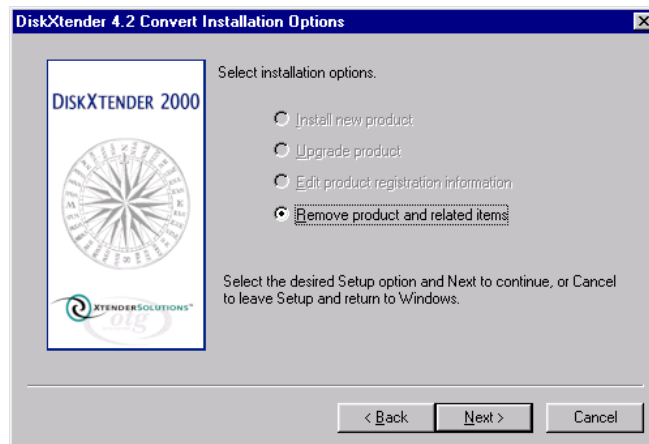 DiskXtender 4.2 Convert Installation Options
Select installation options.
DISKXTENDER 2000
Install new product
Upgrade product
Edit product registration information
Remove product and related items
Select the desired Setup option and Next to continue, or Cancel
to leave Setup and return to Windows.
XTENDERSOLUTIONS™
otg
< Back Next > Cancel